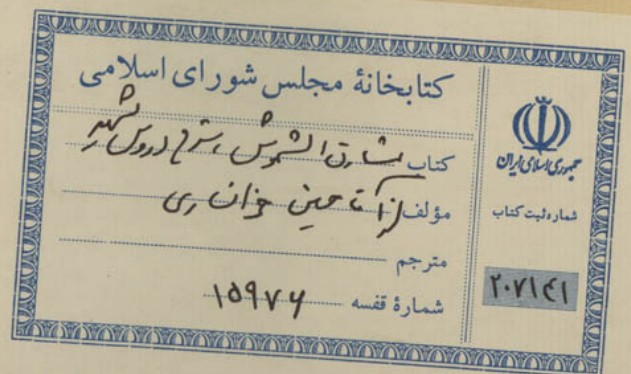 کتابخانهٔ مجلس شورای اسلامی
کتاب مشارق الشموس، شرح دروس شهید
مؤلف از آقا حسین خوانساری
مترجم
شمارهٔ قفسه ۱۵۹۷۶
جمهوری اسلامی ایران
شماره ثبت کتاب
۲۰۷۱۴۱